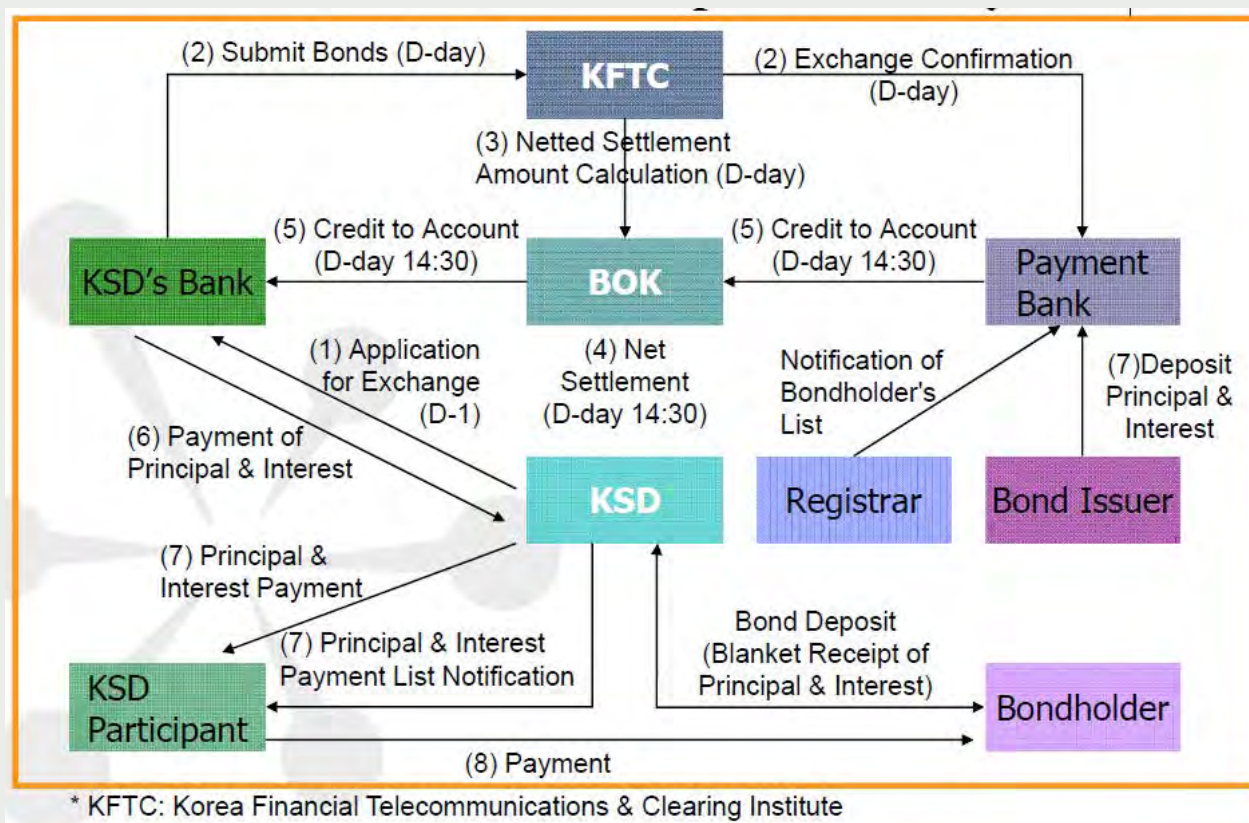 (2) Submit Bonds (D-day)
KFTC
(2) Exchange Confirmation
(D-day)
(3) Netted Settlement
Amount Calculation (D-day)
(5) Credit to Account
(D-day 14:30)
(5) Credit to Account
(D-day 14:30)
KSD's Bank
BOK
Payment
Bank
(1) Application
for Exchange
(D-1)
(4) Net
Settlement
(D-day 14:30)
Notification of
Bondholder's
List
(7)Deposit
Principal &
Interest
(6) Payment of
Principal & Interest
KSD
Registrar
Bond Issuer
(7) Principal &
Interest Payment
(7) Principal & Interest
Payment List Notification
Bond Deposit
(Blanket Receipt of
Principal & Interest)
KSD
Participant
Bondholder
(8) Payment
* KFTC: Korea Financial Telecommunications & Clearing Institute